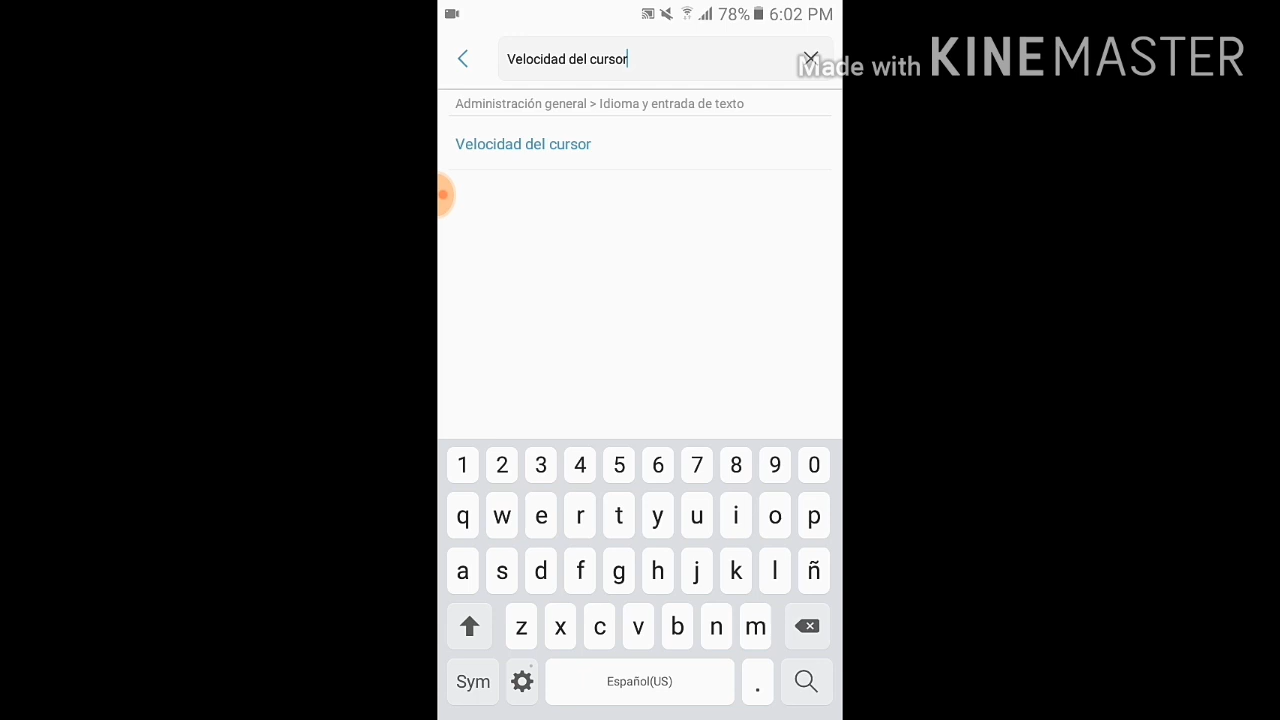 78% 6:02 PM
Velocidad del cursor
Made with KINEMASTER
Administración general > Idioma y entrada de texto
Velocidad del cursor
1 2 3 4 5 6 7 8 9 0
q w e r t y u i o p
a s d f g h j k l ñ
z x c v b n m
Sym Español(US) .